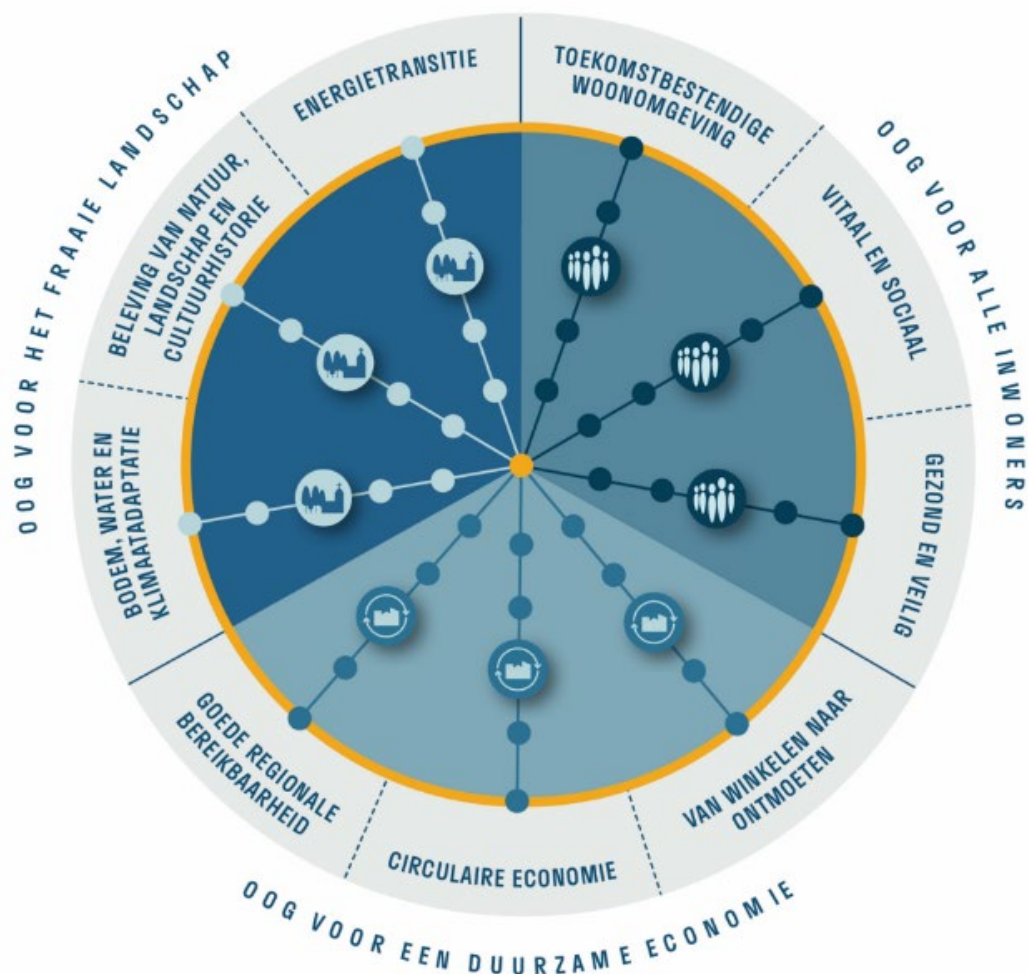 OOG VOOR HET FRAAIE LANDSCHAP
ENERGIETRANSITIE
BELEVING VAN NATUUR,
LANDSCHAP EN
CULTUURHISTORIE
BODEM, WATER EN
KLIMAATADAPTATIE
OOG VOOR ALLE INWONERS
TOEKOMSTBESTENDIGE
WOONOMGEVING
VITAAL EN SOCIAAL
GEZOND EN VEILIG
VAN WINKELEN NAAR
ONTMOETEN
CIRCULAIRE ECONOMIE
GOEDE REGIONALE
BEREIKBAARHEID
OOG VOOR EEN DUURZAME ECONOMIE